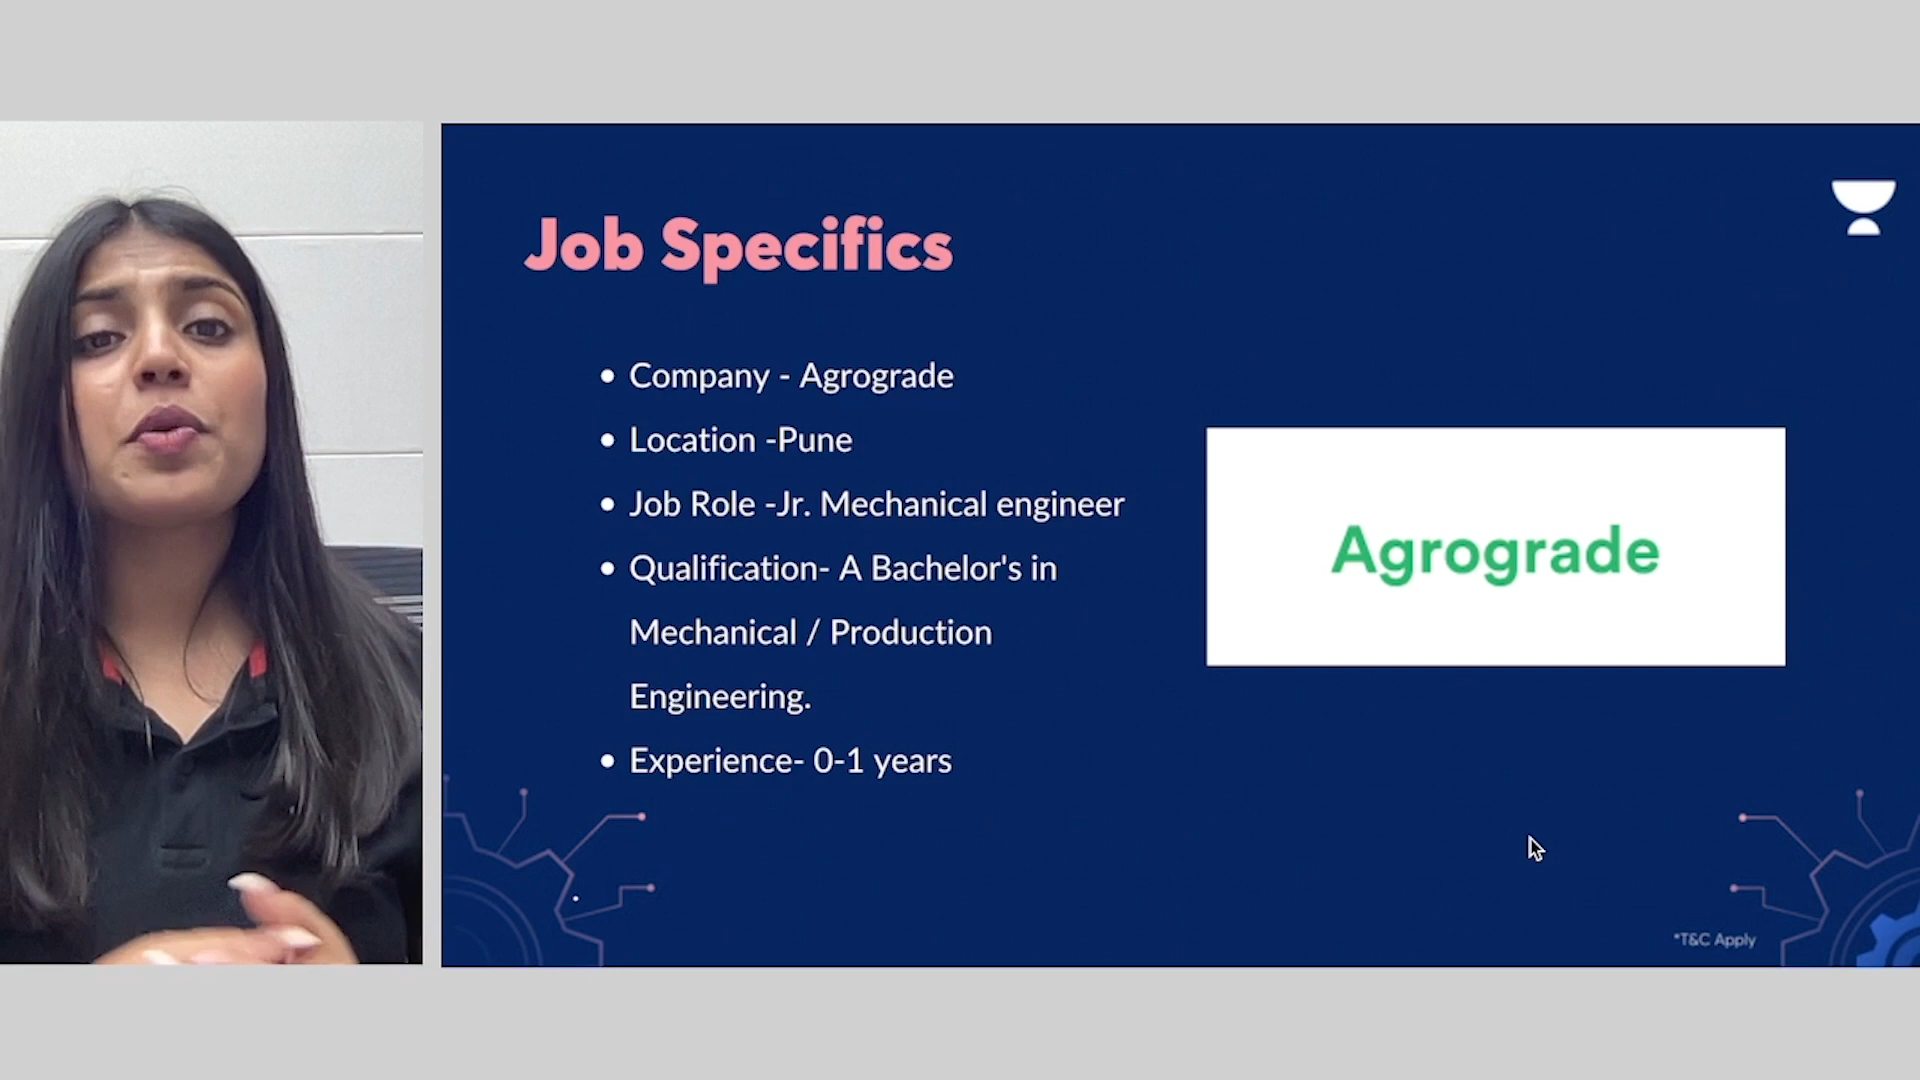 Job Specifics
• Company - Agrograde
• Location -Pune
• Job Role -Jr. Mechanical engineer
• Qualification- A Bachelor's in
Mechanical / Production
Engineering.
• Experience- 0-1 years
Agrograde
*T&C Apply